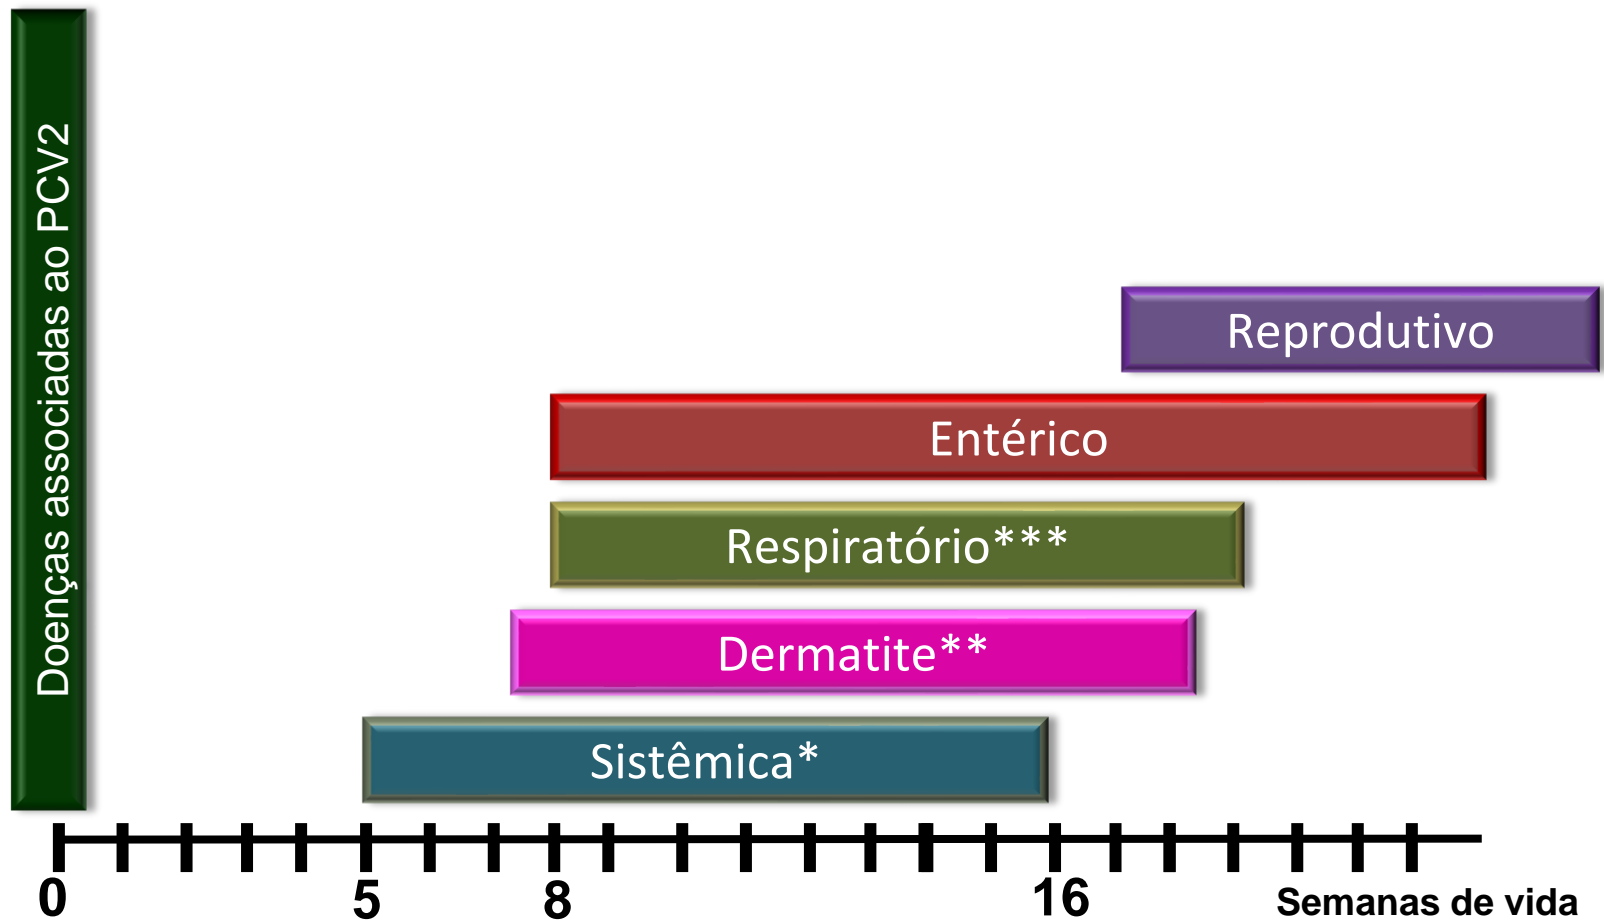 Doenças associadas ao PCV2
Reprodutivo
Entérico
Respiratório***
Dermatite**
Sistêmica*
0 5 8 16 Semanas de vida